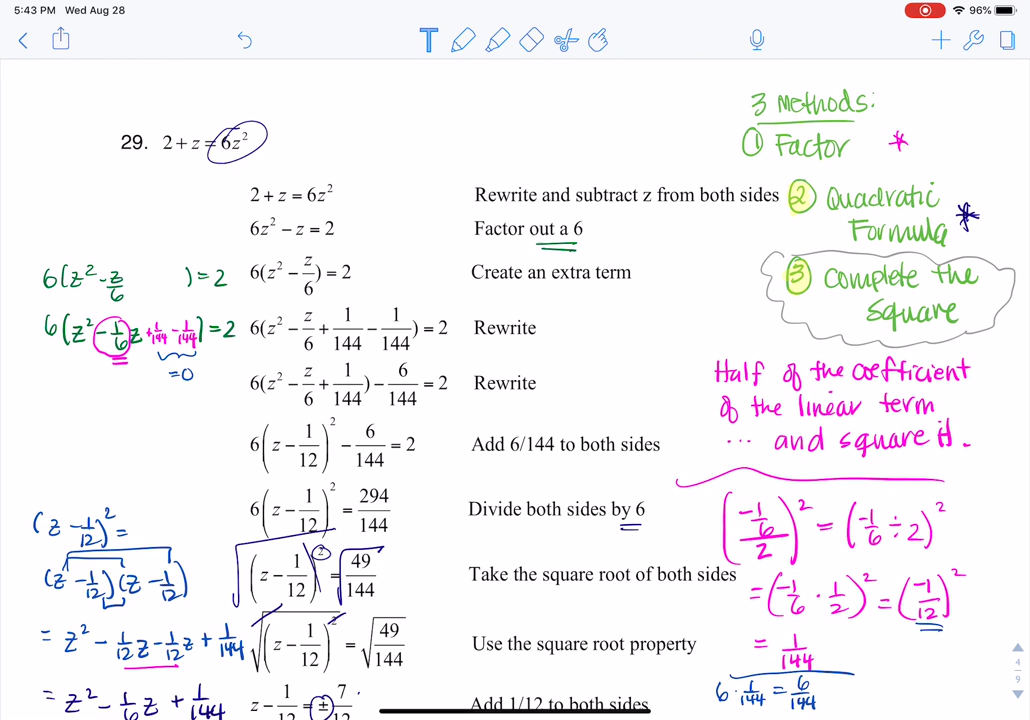 5:43 PM Wed Aug 28
96%
T
3 Methods:
① Factor *
② Quadratic Formula *
③ Complete the Square
29. 2 + z = 6z²
2 + z = 6z² Rewrite and subtract z from both sides
6z² − z = 2 Factor out a 6
6(z² − z/6 ) = 2
6(z² − z/6) = 2 Create an extra term
6(z² − 1/6 z + 1/144 − 1/144) = 2
= 0
6(z² − z/6 + 1/144 − 1/144) = 2 Rewrite
6(z² − z/6 + 1/144) − 6/144 = 2 Rewrite
6(z − 1/12)² − 6/144 = 2 Add 6/144 to both sides
6(z − 1/12)² = 294/144 Divide both sides by 6
(z − 1/12)² = 49/144 Take the square root of both sides
√(z − 1/12)² = √49/144 Use the square root property
z − 1/12 = ± 7/12 Add 1/12 to both sides
(z − 1/12)² =
(z − 1/12)(z − 1/12)
= z² − 1/12 z − 1/12 z + 1/144
= z² − 1/6 z + 1/144
Half of the coefficient
of the linear term
... and square it.
(−1/6 / 2)² = (−1/6 ÷ 2)²
= (−1/6 · 1/2)² = (−1/12)²
= 1/144
6 · 1/144 = 6/144
4
9